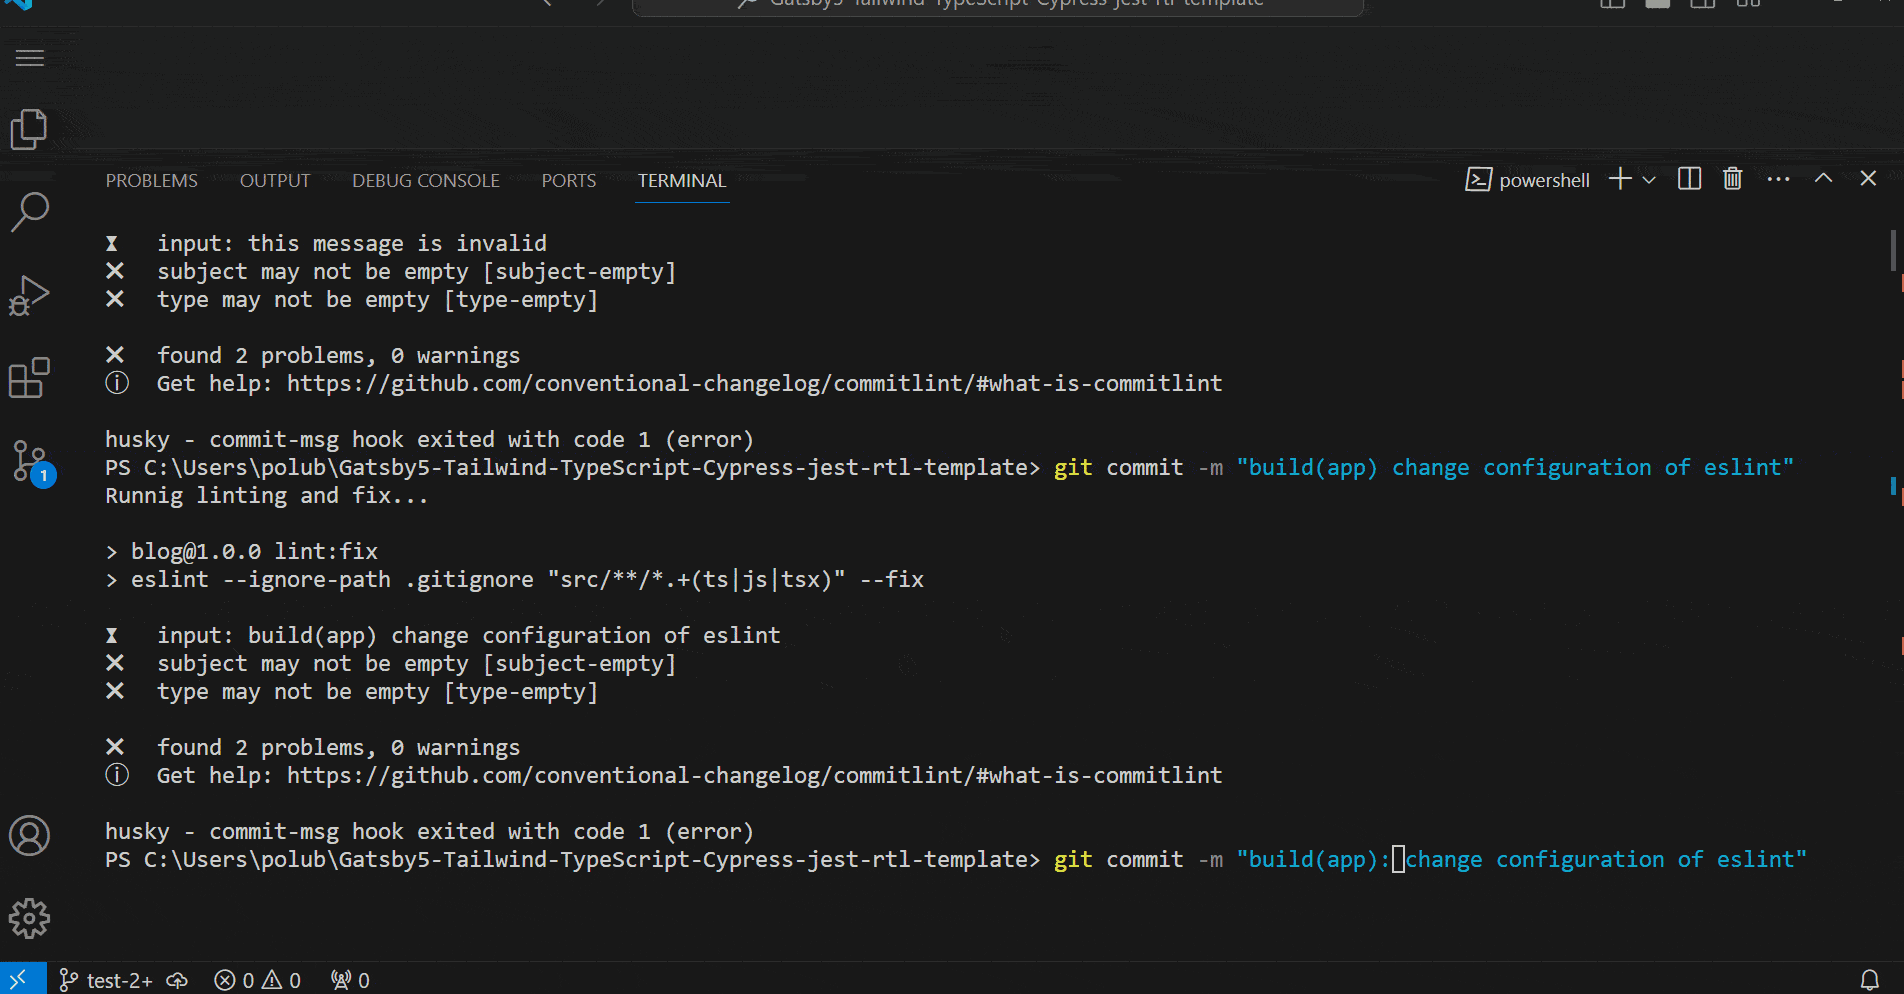 Gatsby5-Tailwind-TypeScript-Cypress-jest-rtl-template
PROBLEMS OUTPUT DEBUG CONSOLE PORTS TERMINAL powershell
input: this message is invalid
✕ subject may not be empty [subject-empty]
✕ type may not be empty [type-empty]
✕ found 2 problems, 0 warnings
ⓘ Get help: https://github.com/conventional-changelog/commitlint/#what-is-commitlint
husky - commit-msg hook exited with code 1 (error)
PS C:\Users\polub\Gatsby5-Tailwind-TypeScript-Cypress-jest-rtl-template> git commit -m "build(app) change configuration of eslint"
Runnig linting and fix...
> blog@1.0.0 lint:fix
> eslint --ignore-path .gitignore "src/**/*.+(ts|js|tsx)" --fix
input: build(app) change configuration of eslint
✕ subject may not be empty [subject-empty]
✕ type may not be empty [type-empty]
✕ found 2 problems, 0 warnings
ⓘ Get help: https://github.com/conventional-changelog/commitlint/#what-is-commitlint
husky - commit-msg hook exited with code 1 (error)
PS C:\Users\polub\Gatsby5-Tailwind-TypeScript-Cypress-jest-rtl-template> git commit -m "build(app): change configuration of eslint"
1
test-2+ 0 0 0